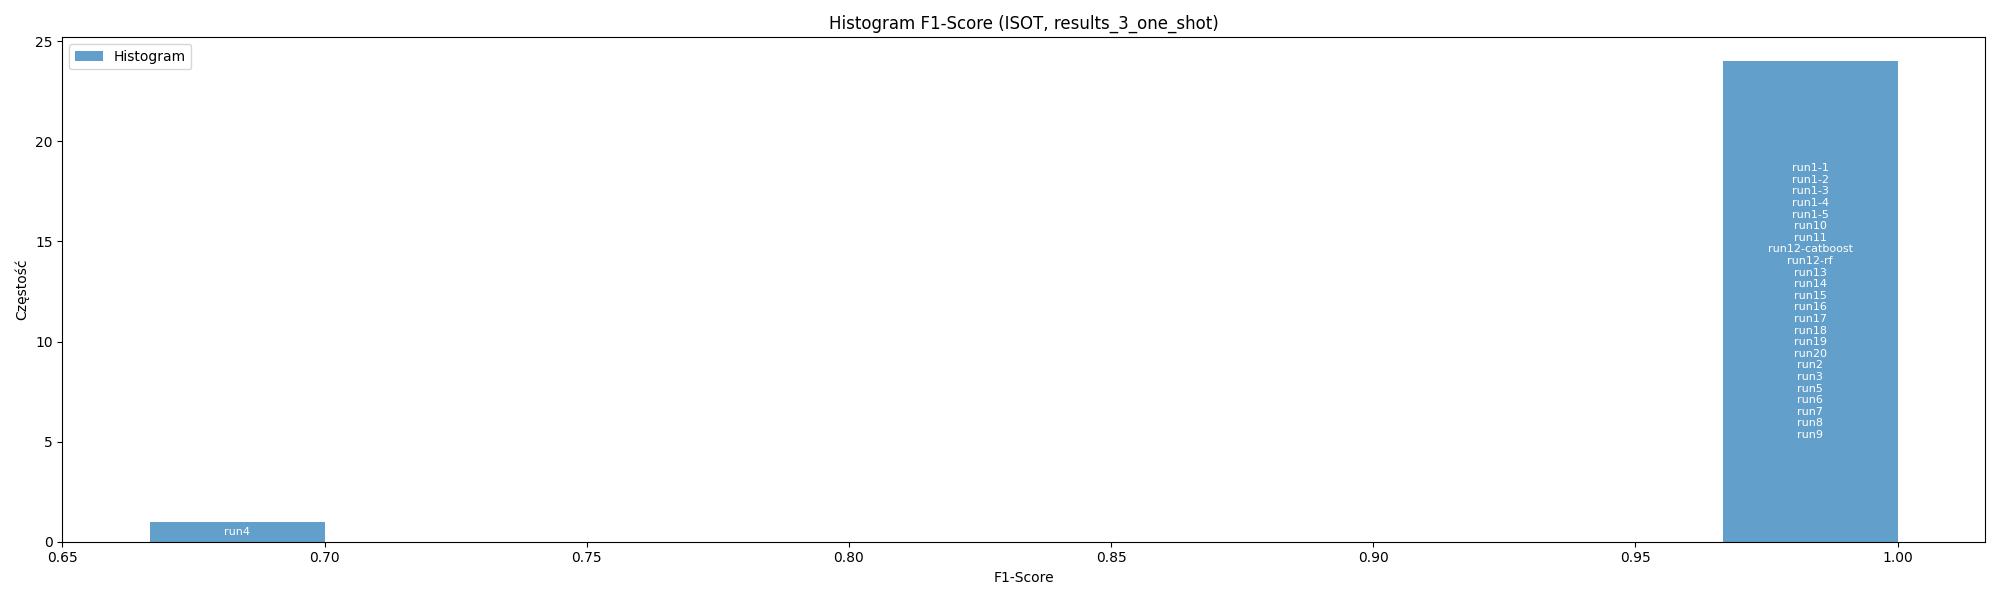 Histogram F1-Score (ISOT, results_3_one_shot)
Histogram
25
20
15
10
5
0
Częstość
run4
run1-1
run1-2
run1-3
run1-4
run1-5
run10
run11
run12-catboost
run12-rf
run13
run14
run15
run16
run17
run18
run19
run20
run2
run3
run5
run6
run7
run8
run9
0.65 0.70 0.75 0.80 0.85 0.90 0.95 1.00
F1-Score